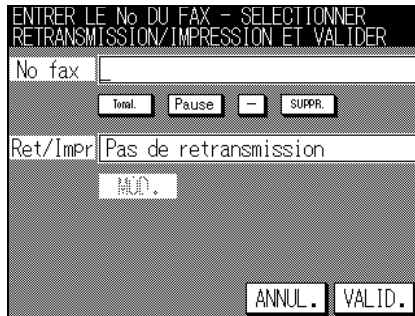 ENTRER LE No DU FAX - SELECTIONNER
RETRANSMISSION/IMPRESSION ET VALIDER
No fax _
Tonal. Pause - SUPPR.
Ret/Impr Pas de retransmission
MOD.
ANNUL. VALID.